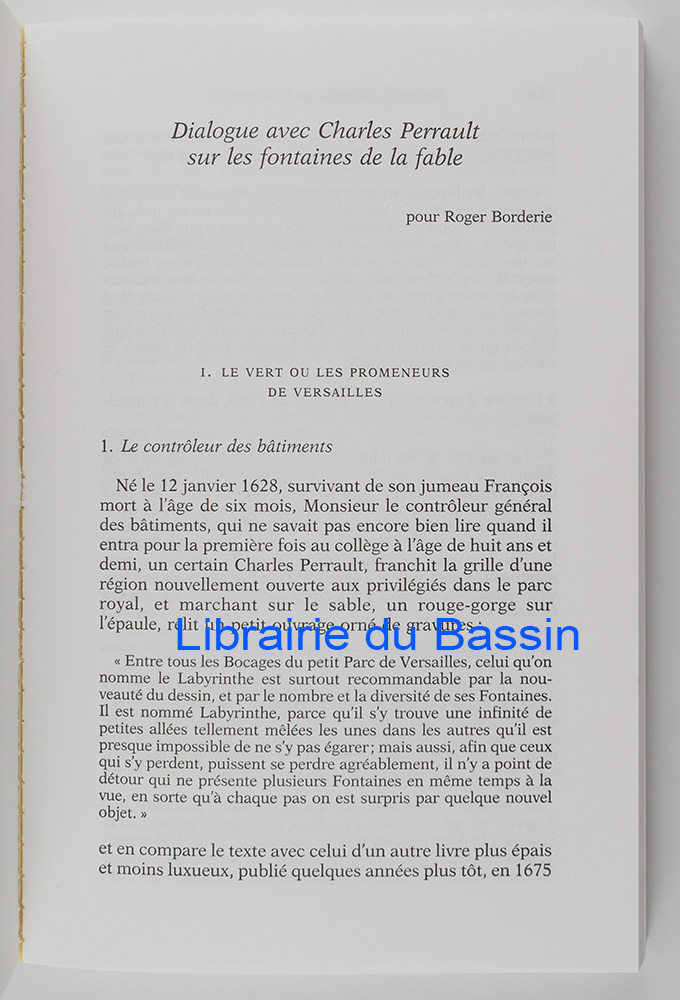 Dialogue avec Charles Perrault
sur les fontaines de la fable
pour Roger Borderie
I. LE VERT OU LES PROMENEURS
DE VERSAILLES
1. Le contrôleur des bâtiments
Né le 12 janvier 1628, survivant de son jumeau François
mort à l'âge de six mois, Monsieur le contrôleur général
des bâtiments, qui ne savait pas encore bien lire quand il
entra pour la première fois au collège à l'âge de huit ans et
demi, un certain Charles Perrault, franchit la grille d'une
région nouvellement ouverte aux privilégiés dans le parc
royal, et marchant sur le sable, un rouge-gorge sur
l'épaule, relit un petit ouvrage orné de gravures :
Librairie du Bassin
« Entre tous les Bocages du petit Parc de Versailles, celui qu'on
nomme le Labyrinthe est surtout recommandable par la nou-
veauté du dessin, et par le nombre et la diversité de ses Fontaines.
Il est nommé Labyrinthe, parce qu'il s'y trouve une infinité de
petites allées tellement mêlées les unes dans les autres qu'il est
presque impossible de ne s'y pas égarer ; mais aussi, afin que ceux
qui s'y perdent, puissent se perdre agréablement, il n'y a point de
détour qui ne présente plusieurs Fontaines en même temps à la
vue, en sorte qu'à chaque pas on est surpris par quelque nouvel
objet. »
et en compare le texte avec celui d'un autre livre plus épais
et moins luxueux, publié quelques années plus tôt, en 1675